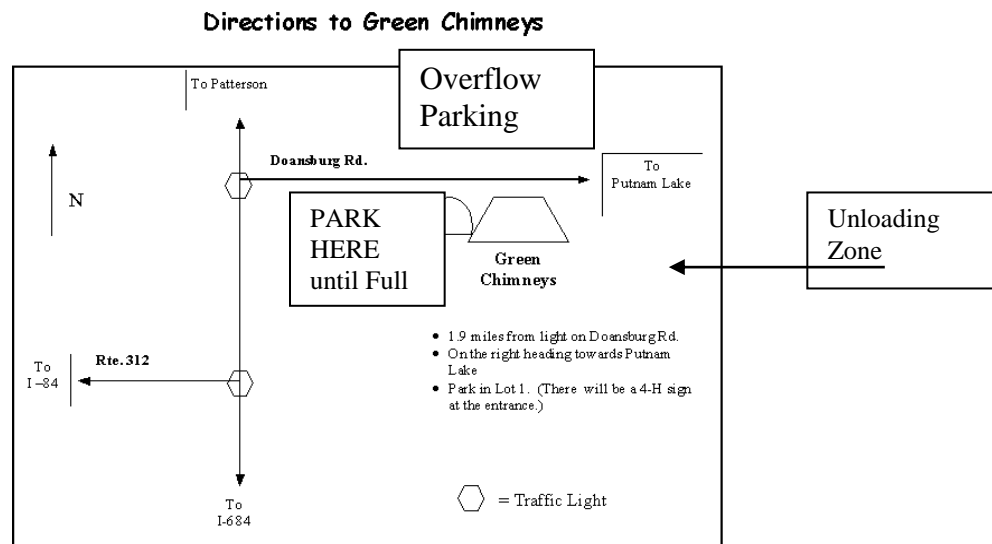 Directions to Green Chimneys
To Patterson
Overflow
Parking
Doansburg Rd.
To
Putnam Lake
N
PARK
HERE
until Full
Green
Chimneys
Unloading
Zone
• 1.9 miles from light on Doansburg Rd.
• On the right heading towards Putnam
Lake
• Park in Lot 1. (There will be a 4-H sign
at the entrance.)
To
I-84
Rte. 312
To
I-684
= Traffic Light